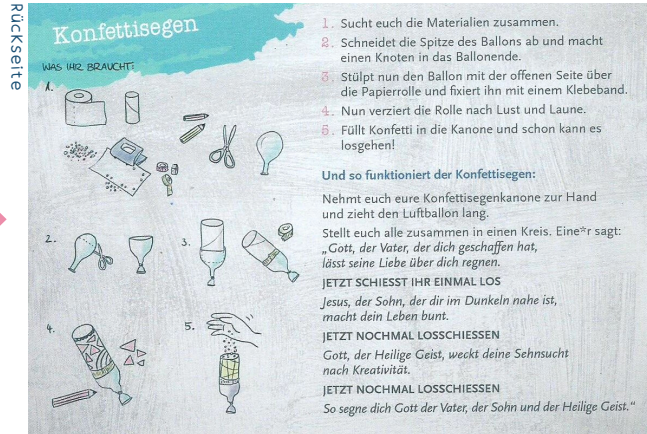 Rückseite
Konfettisegen
WAS IHR BRAUCHT:
1.
2.
3.
4.
5.
1. Sucht euch die Materialien zusammen.
2. Schneidet die Spitze des Ballons ab und macht
einen Knoten in das Ballonende.
3. Stülpt nun den Ballon mit der offenen Seite über
die Papierrolle und fixiert ihn mit einem Klebeband.
4. Nun verziert die Rolle nach Lust und Laune.
5. Füllt Konfetti in die Kanone und schon kann es
losgehen!
Und so funktioniert der Konfettisegen:
Nehmt euch eure Konfettisegenkanone zur Hand
und zieht den Luftballon lang.
Stellt euch alle zusammen in einen Kreis. Eine*r sagt:
„Gott, der Vater, der dich geschaffen hat,
lässt seine Liebe über dich regnen.
JETZT SCHIESST IHR EINMAL LOS
Jesus, der Sohn, der dir im Dunkeln nahe ist,
macht dein Leben bunt.
JETZT NOCHMAL LOSSCHIESSEN
Gott, der Heilige Geist, weckt deine Sehnsucht
nach Kreativität.
JETZT NOCHMAL LOSSCHIESSEN
So segne dich Gott der Vater, der Sohn und der Heilige Geist.“